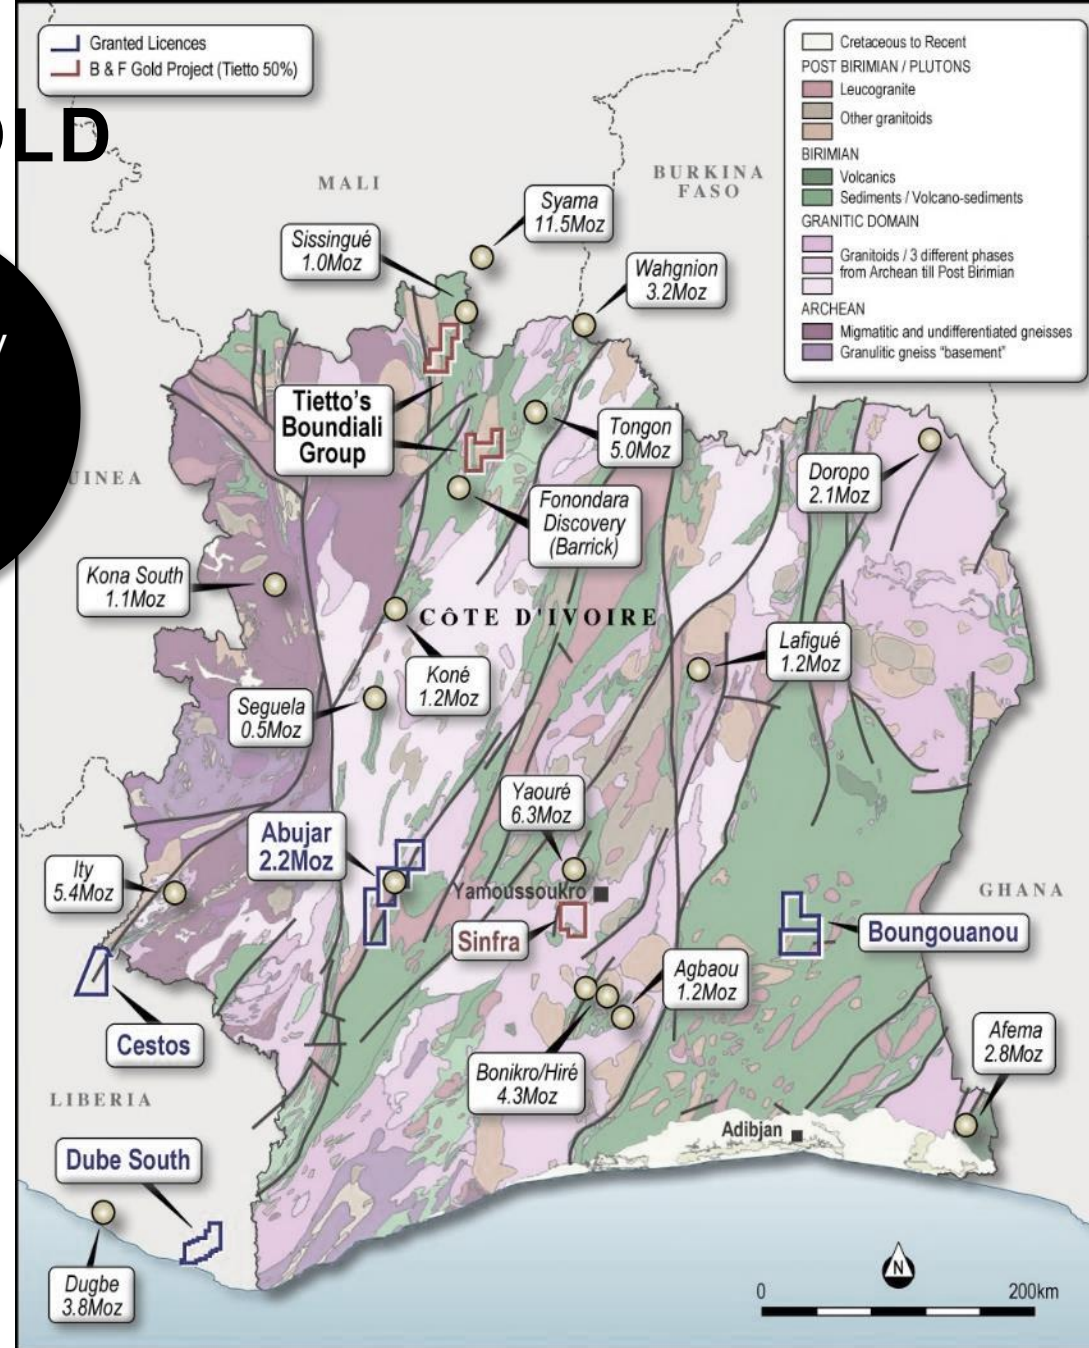 Granted Licences
B & F Gold Project (Tietto 50%)
Cretaceous to Recent
POST BIRIMIAN / PLUTONS
Leucogranite
Other granitoids
BIRIMIAN
Volcanics
Sediments / Volcano-sediments
GRANITIC DOMAIN
Granitoids / 3 different phases
from Archean till Post Birimian
ARCHEAN
Migmatitic and undifferentiated gneisses
Granulitic gneiss "basement"
OLD
MALI
BURKINA
FASO
Syama
11.5Moz
Sissingué
1.0Moz
Wahgnion
3.2Moz
Tietto's
Boundiali
Group
Tongon
5.0Moz
Doropo
2.1Moz
UINEA
Fonondara
Discovery
(Barrick)
Kona South
1.1Moz
CÔTE D'IVOIRE
Lafigué
1.2Moz
Koné
1.2Moz
Seguela
0.5Moz
Yaouré
6.3Moz
Abujar
2.2Moz
Ity
5.4Moz
Yamoussoukro
GHANA
Sinfra
Boungouanou
Agbaou
1.2Moz
Cestos
Afema
2.8Moz
Bonikro/Hiré
4.3Moz
LIBERIA
Adibjan
Dube South
Dugbe
3.8Moz
N
0
200km